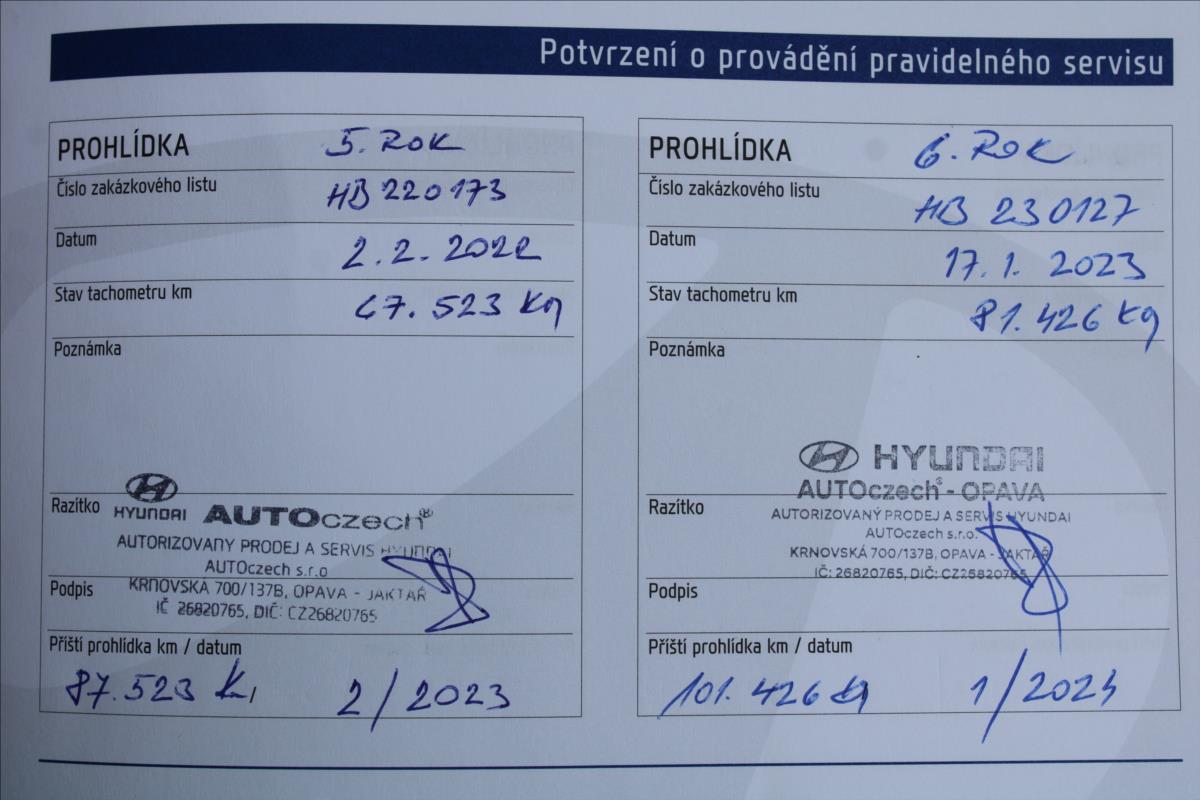 Potvrzení o provádění pravidelného servisu
PROHLÍDKA 5. ROK
Číslo zakázkového listu HB 220173
Datum 2.2.2022
Stav tachometru km 67.523 Km
Poznámka
Razítko
HYUNDAI AUTOczech®
AUTORIZOVANÝ PRODEJ A SERVIS HYUNDAI
AUTOczech s.r.o
KRNOVSKÁ 700/137B, OPAVA - JAKTAŘ
Podpis
IČ 26820765, DIČ: CZ26820765
Příští prohlídka km / datum
87.523 Km 2/2023
PROHLÍDKA 6. ROK
Číslo zakázkového listu HB 230127
Datum 17.1.2023
Stav tachometru km 81.426 Km
Poznámka
HYUNDAI
AUTOczech® - OPAVA
Razítko
AUTORIZOVANÝ PRODEJ A SERVIS HYUNDAI
AUTOczech s.r.o.
KRNOVSKÁ 700/137B, OPAVA - JAKTAŘ
IČ: 26820765, DIČ: CZ26820765
Podpis
Příští prohlídka km / datum
101.426 Km 1/2024